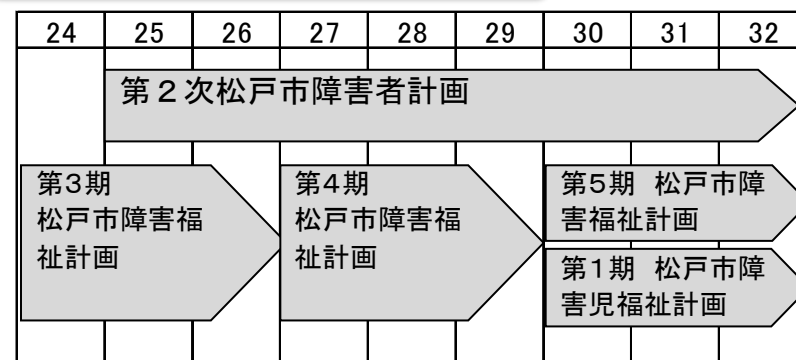 24 25 26 27 28 29 30 31 32
第２次松戸市障害者計画
第3期
松戸市障害福
祉計画
第4期
松戸市障害福
祉計画
第5期 松戸市障
害福祉計画
第1期 松戸市障
害児福祉計画